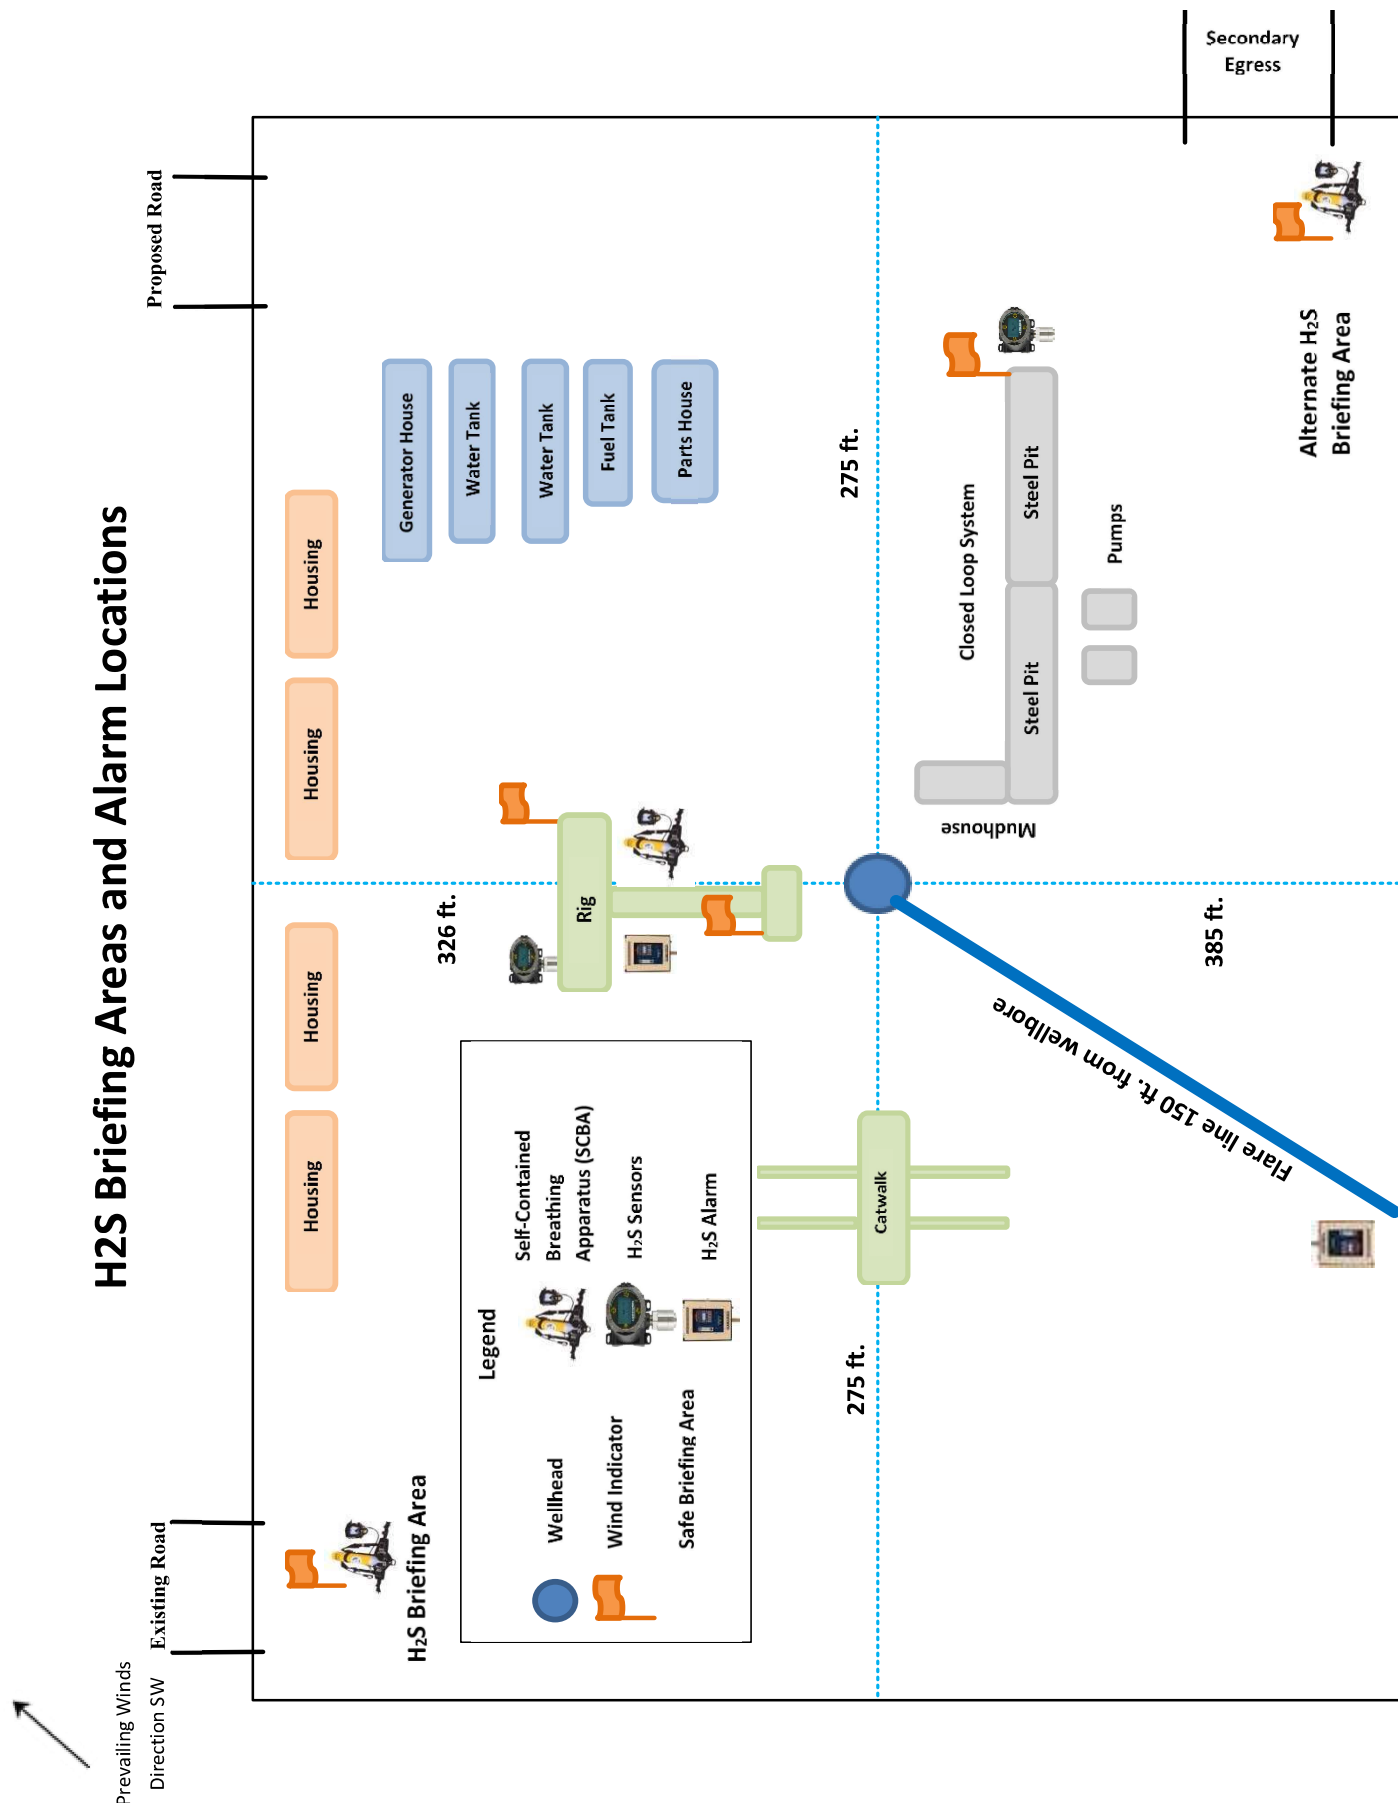 H2S Briefing Areas and Alarm Locations
Prevailing Winds
Direction SW
Existing Road
Proposed Road
Secondary
Egress
H₂S Briefing Area
Housing
Housing
Housing
Housing
Generator House
Water Tank
Water Tank
Fuel Tank
Parts House
326 ft.
Rig
Legend
Wellhead
Wind Indicator
Safe Briefing Area
Self-Contained
Breathing
Apparatus (SCBA)
H₂S Sensors
H₂S Alarm
275 ft.
275 ft.
Catwalk
Mudhouse
Closed Loop System
Steel Pit
Steel Pit
Pumps
385 ft.
Flare line 150 ft. from wellbore
Alternate H₂S
Briefing Area